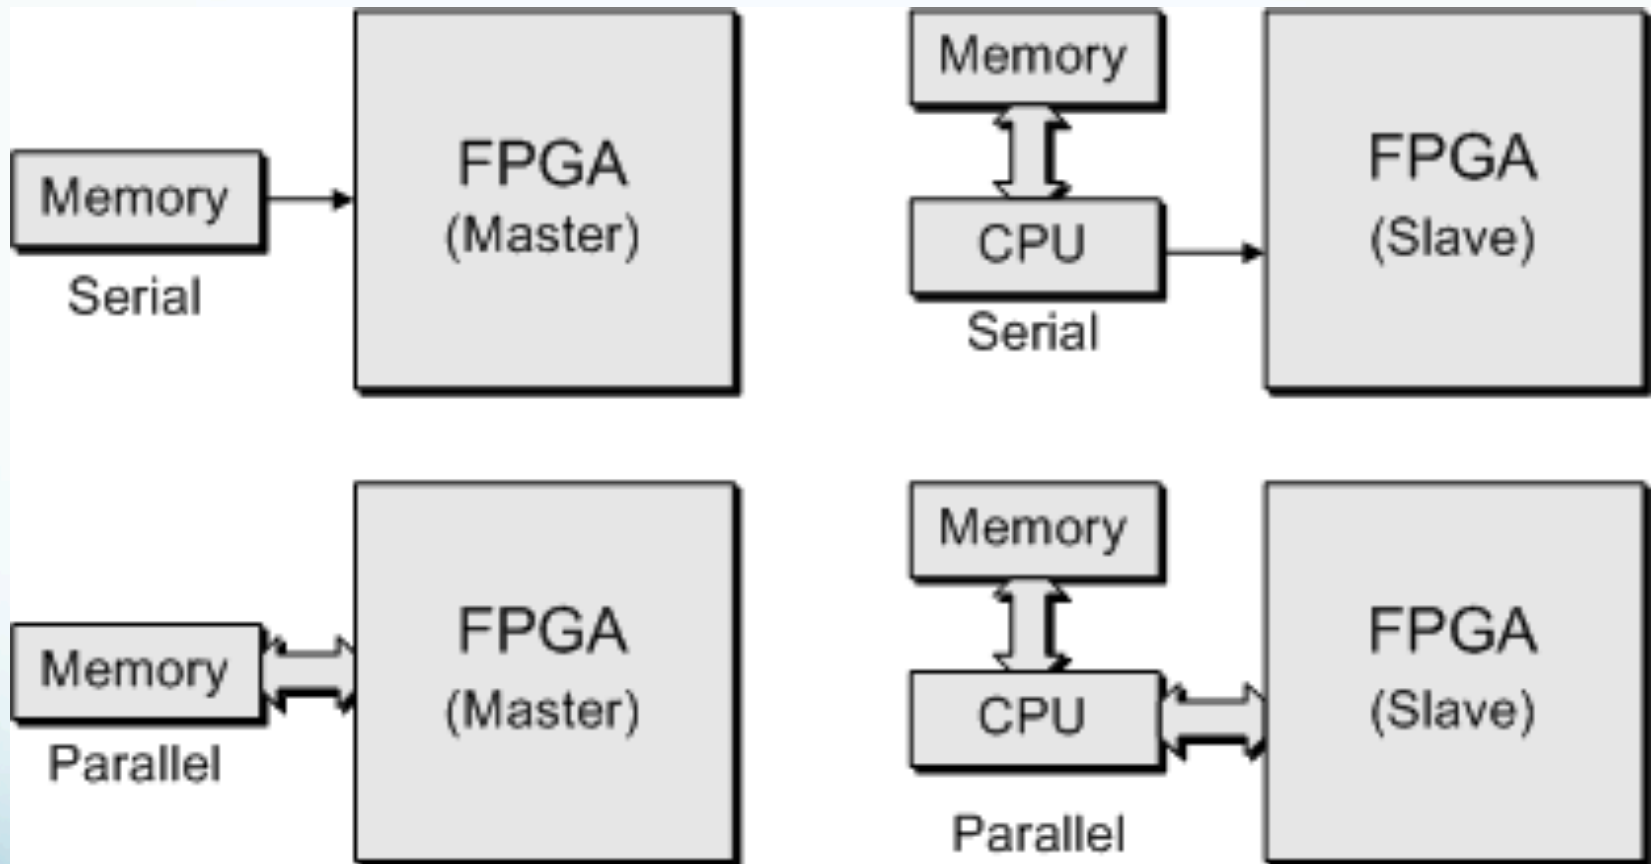 Memory
FPGA
(Master)
Serial
Memory
CPU
Serial
FPGA
(Slave)
Memory
FPGA
(Master)
Parallel
Memory
CPU
Parallel
FPGA
(Slave)